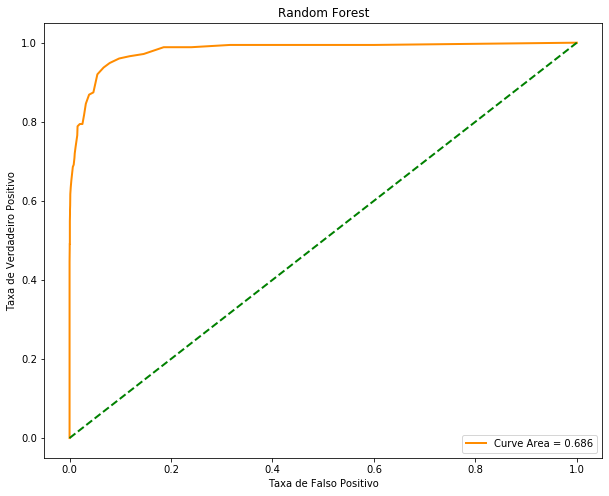 Random Forest
1.0
0.8
0.6
0.4
0.2
0.0
Taxa de Verdadeiro Positivo
0.0 0.2 0.4 0.6 0.8 1.0
Taxa de Falso Positivo
Curve Area = 0.686